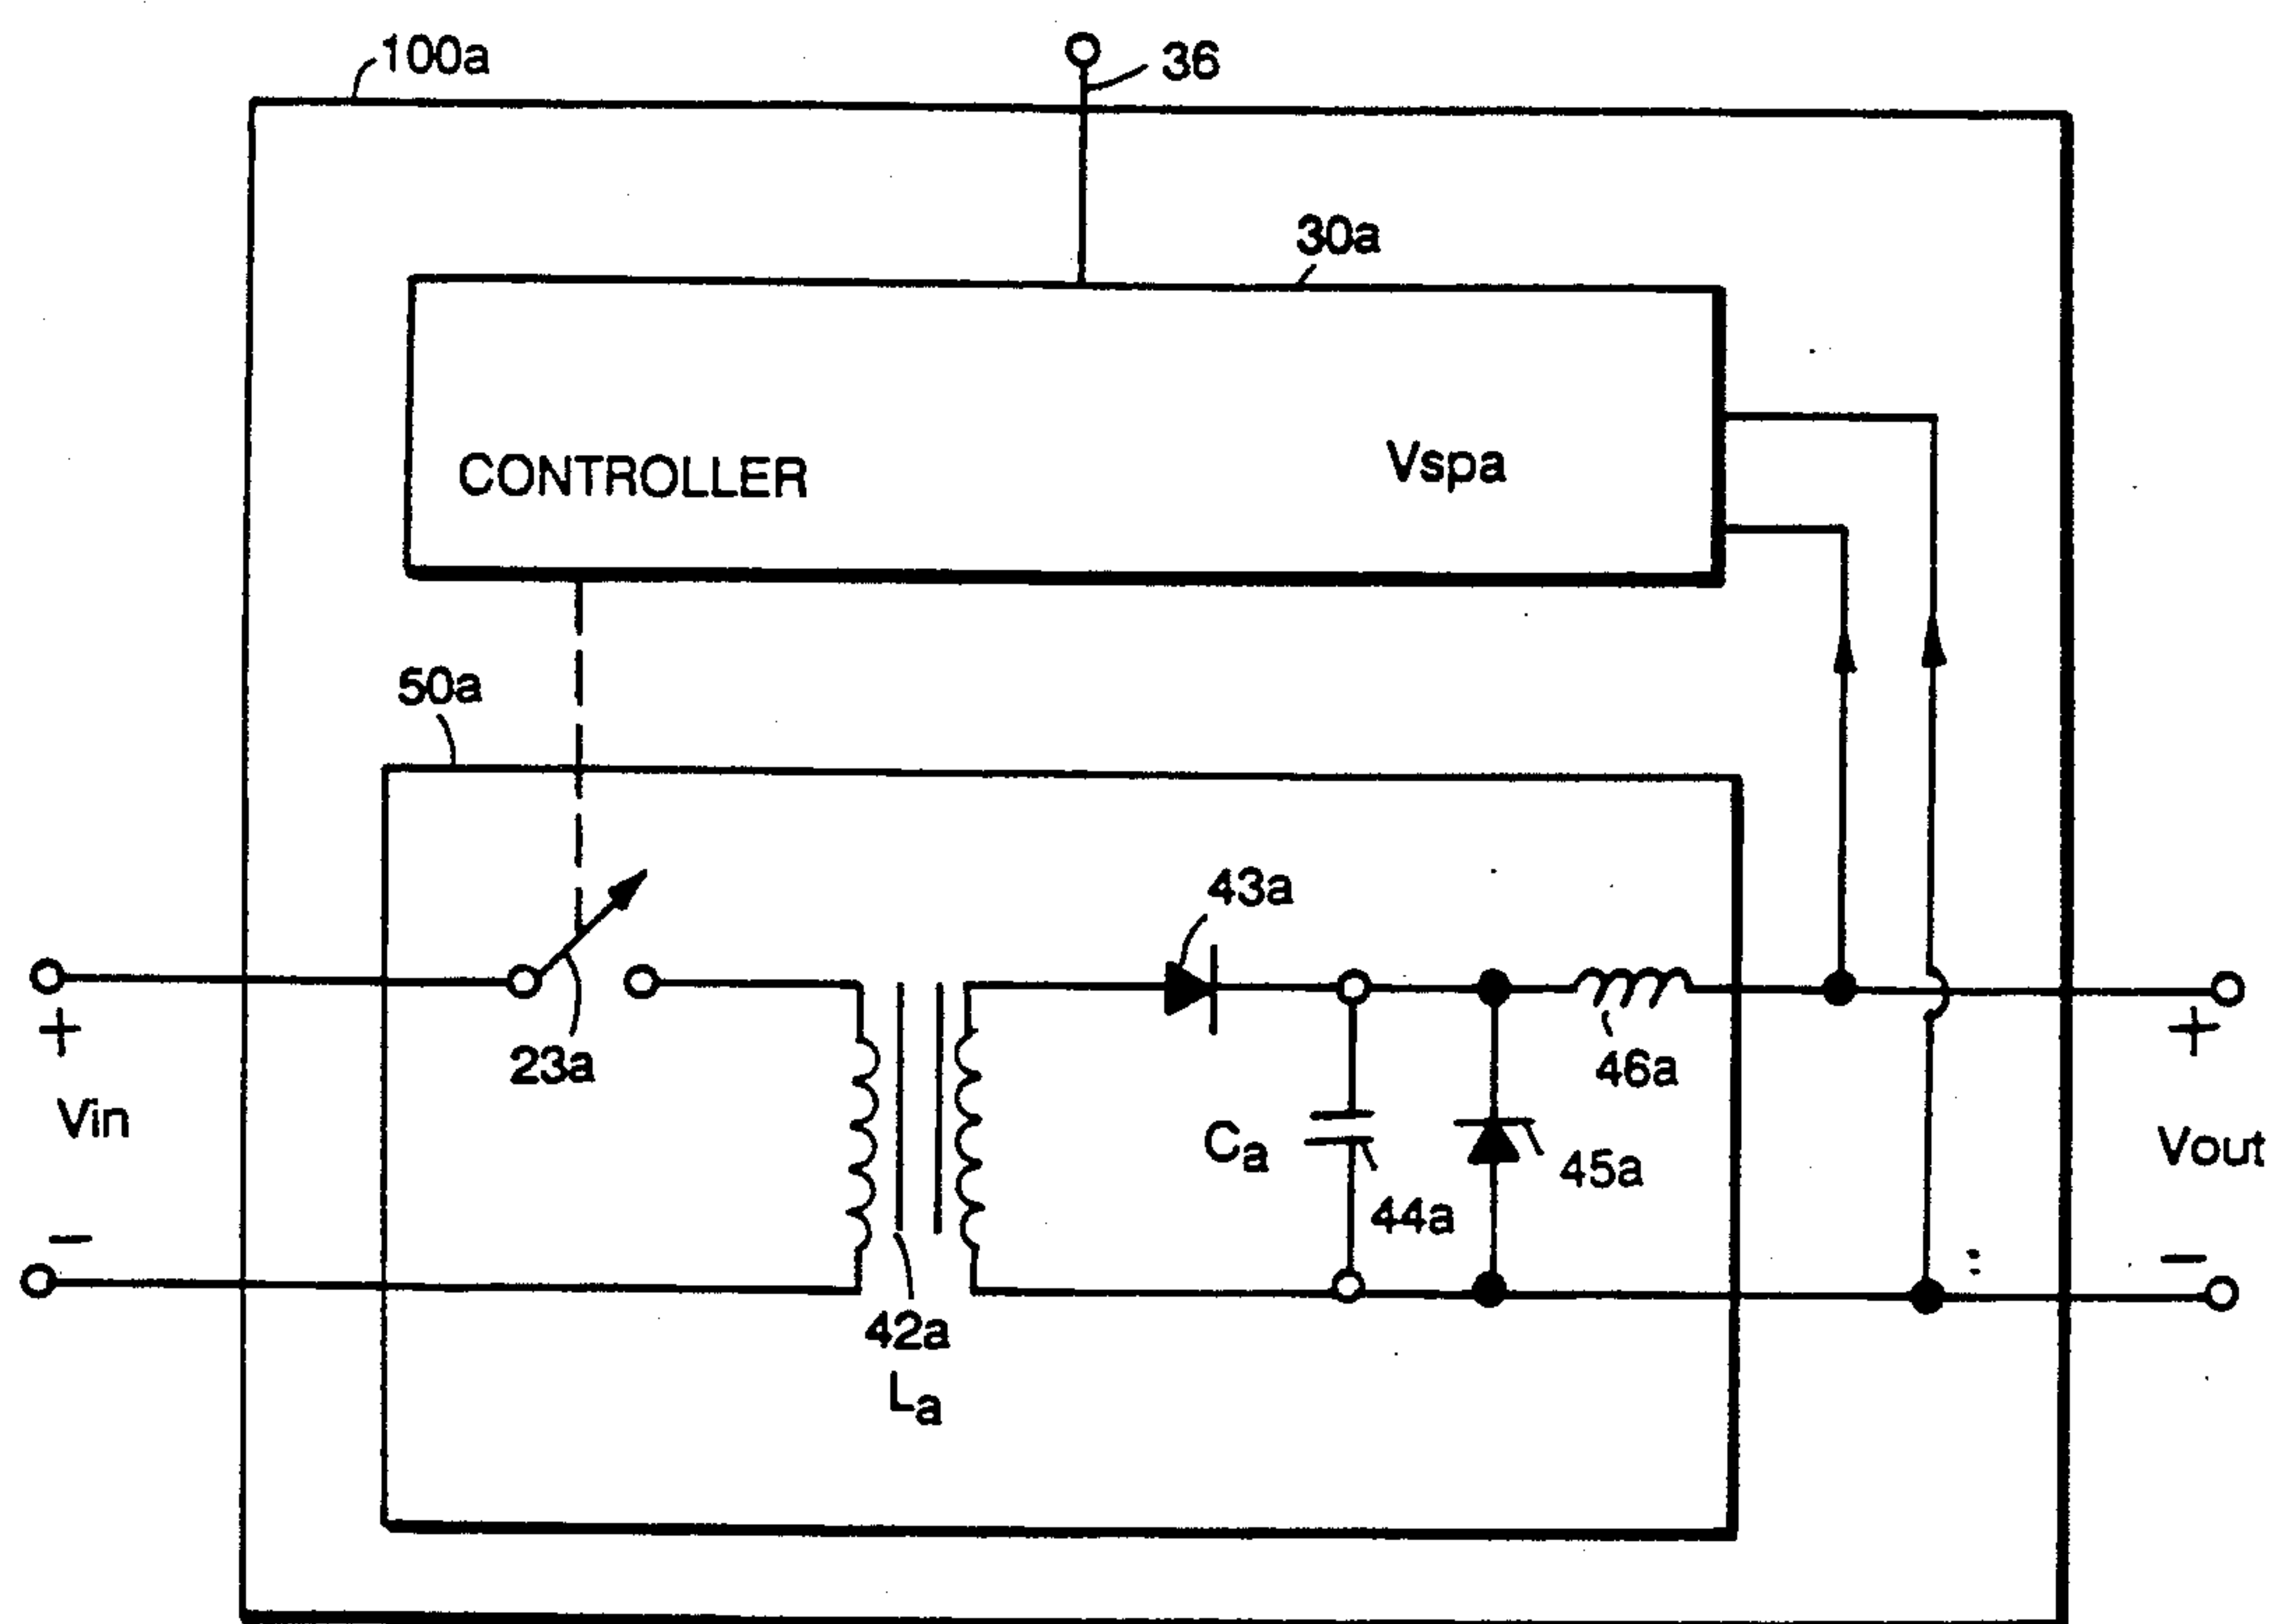 100a
36
30a
CONTROLLER
Vspa
50a
43a
23a
46a
+
Vin
−
Ca
44a
45a
+
Vout
−
42a
La